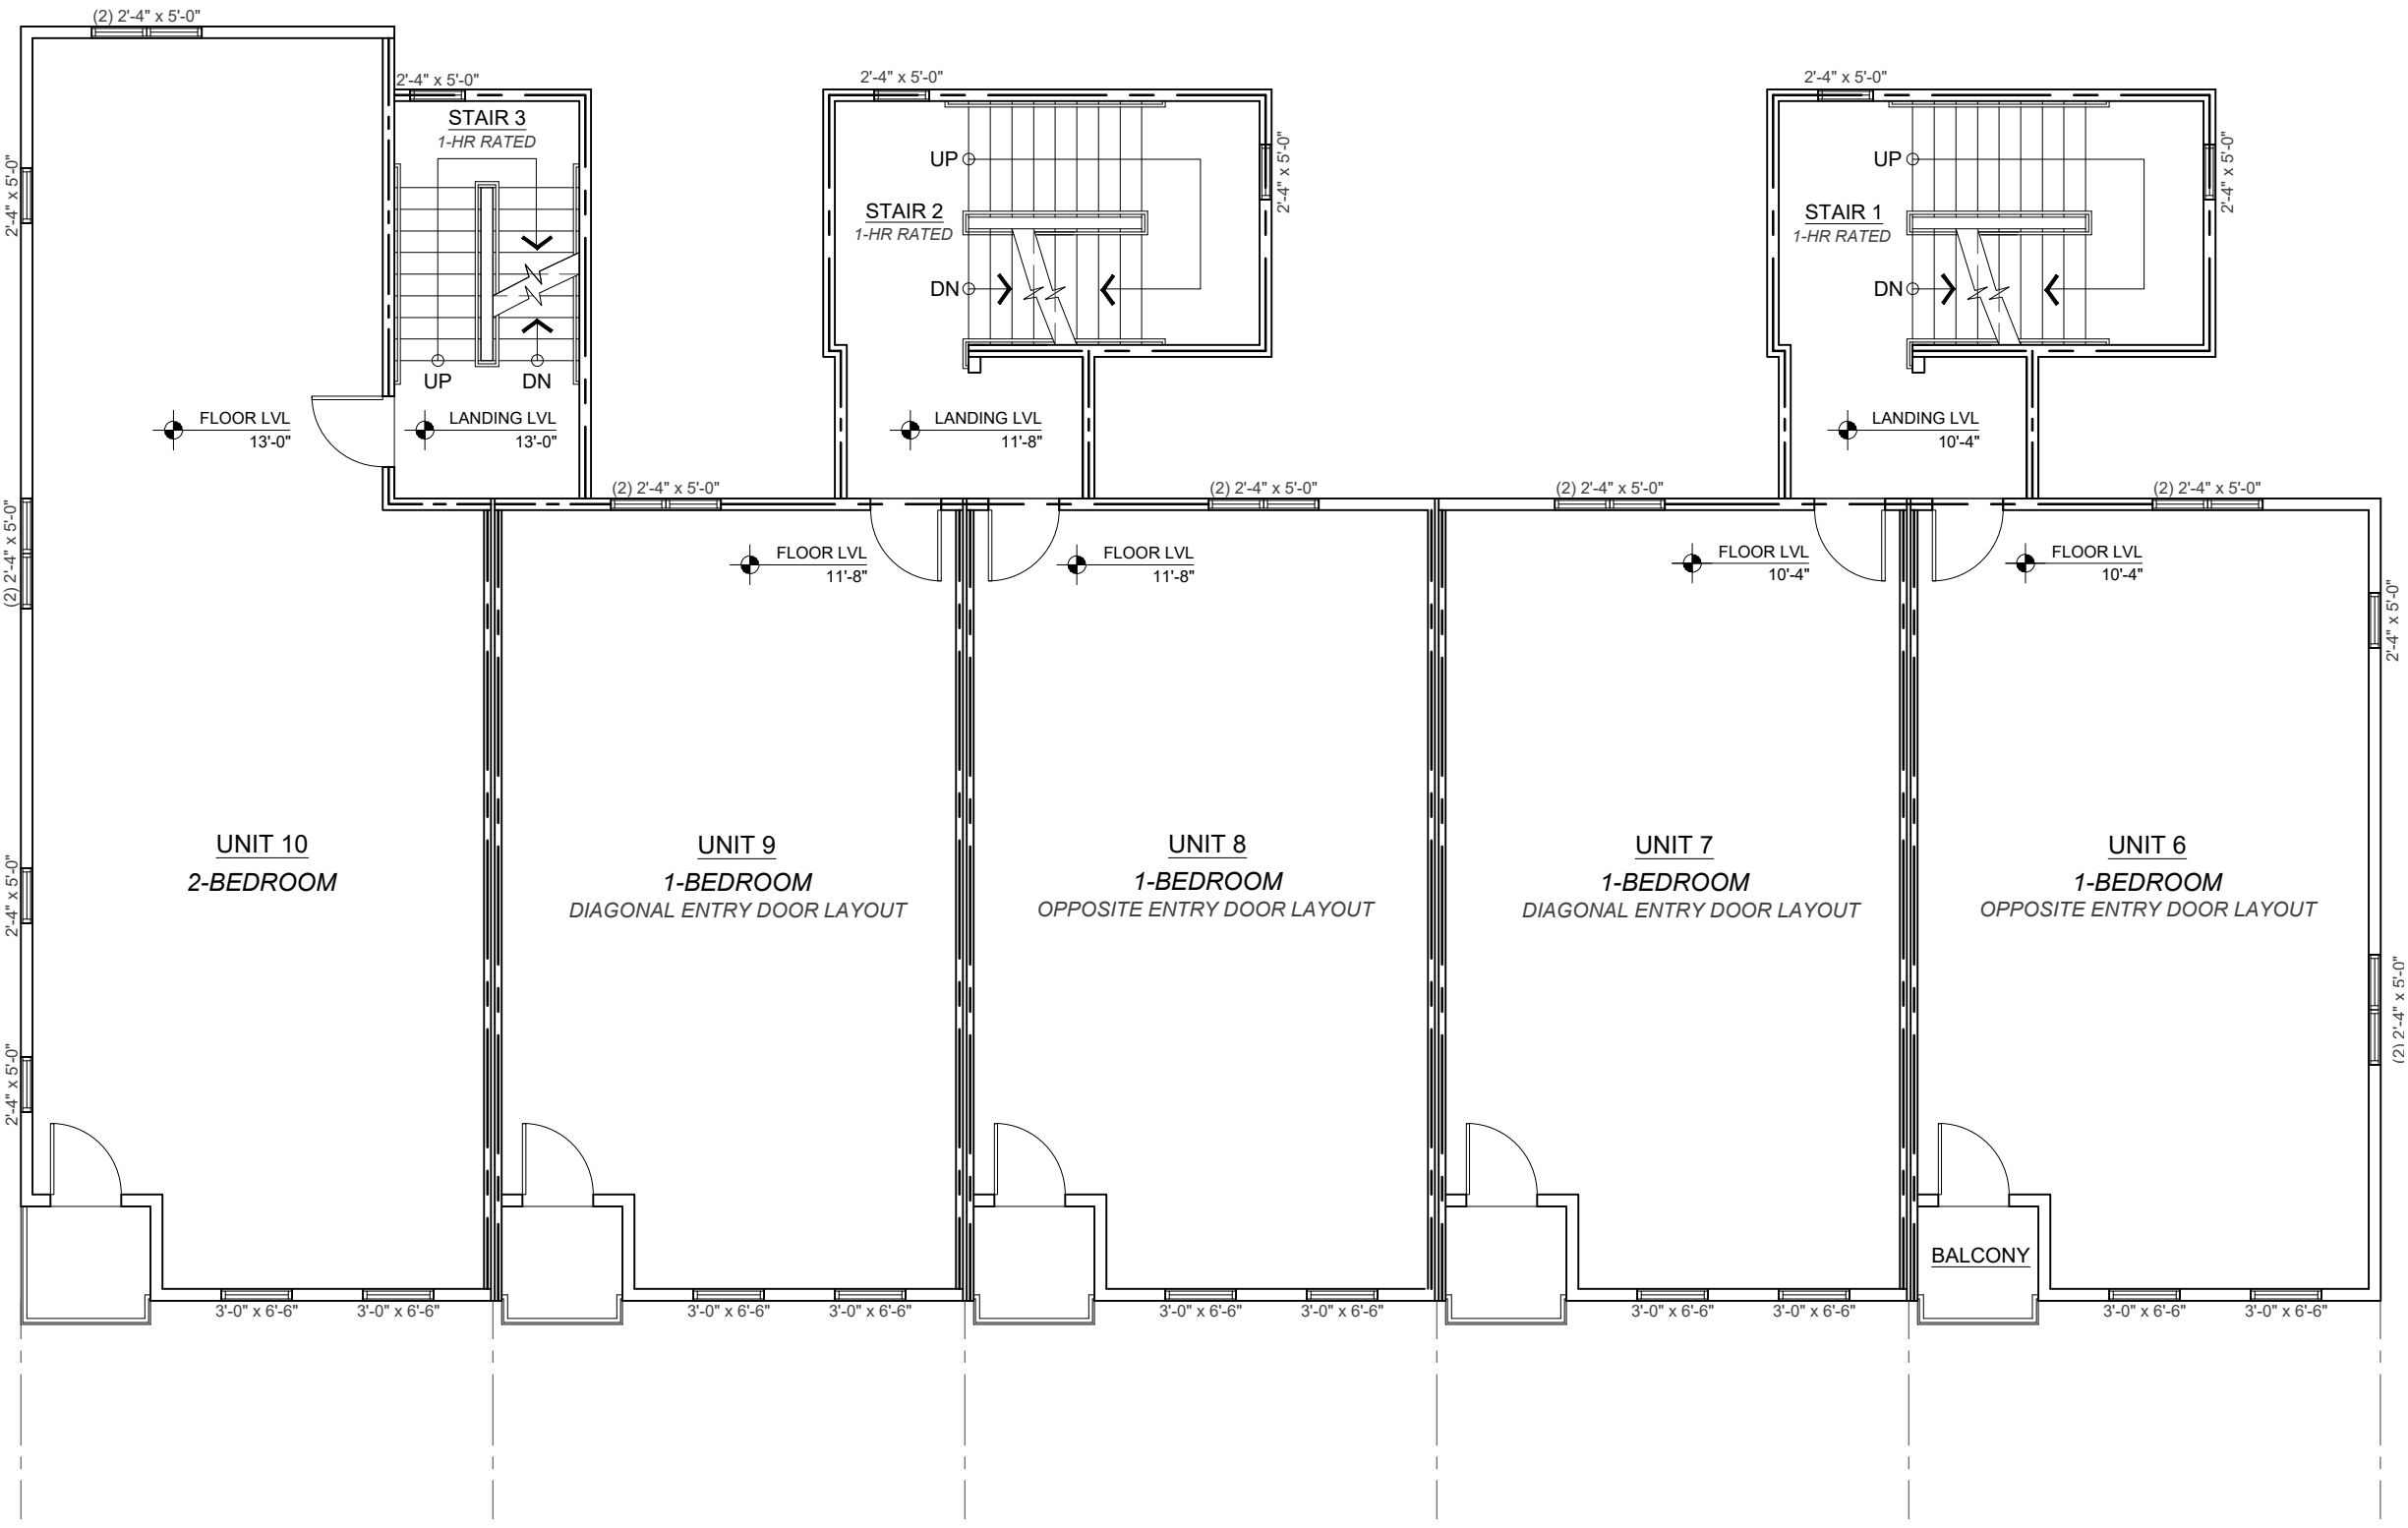 (2) 2'-4" x 5'-0"
2'-4" x 5'-0"
2'-4" x 5'-0"
2'-4" x 5'-0"
STAIR 3
1-HR RATED
2'-4" x 5'-0"
2'-4" x 5'-0"
2'-4" x 5'-0"
UP
UP
STAIR 2
1-HR RATED
STAIR 1
1-HR RATED
DN
DN
UP
DN
FLOOR LVL
13'-0"
LANDING LVL
13'-0"
LANDING LVL
11'-8"
LANDING LVL
10'-4"
(2) 2'-4" x 5'-0"
(2) 2'-4" x 5'-0"
(2) 2'-4" x 5'-0"
(2) 2'-4" x 5'-0"
(2) 2'-4" x 5'-0"
FLOOR LVL
11'-8"
FLOOR LVL
11'-8"
FLOOR LVL
10'-4"
FLOOR LVL
10'-4"
2'-4" x 5'-0"
UNIT 10
2-BEDROOM
UNIT 9
1-BEDROOM
DIAGONAL ENTRY DOOR LAYOUT
UNIT 8
1-BEDROOM
OPPOSITE ENTRY DOOR LAYOUT
UNIT 7
1-BEDROOM
DIAGONAL ENTRY DOOR LAYOUT
UNIT 6
1-BEDROOM
OPPOSITE ENTRY DOOR LAYOUT
2'-4" x 5'-0"
(2) 2'-4" x 5'-0"
2'-4" x 5'-0"
BALCONY
3'-0" x 6'-6"
3'-0" x 6'-6"
3'-0" x 6'-6"
3'-0" x 6'-6"
3'-0" x 6'-6"
3'-0" x 6'-6"
3'-0" x 6'-6"
3'-0" x 6'-6"
3'-0" x 6'-6"
3'-0" x 6'-6"